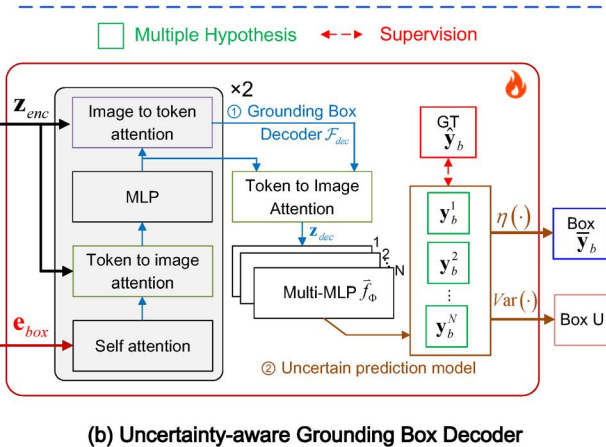 Multiple Hypothesis
Supervision
×2
z_enc
Image to token
attention
① Grounding Box
Decoder 𝓕_dec
GT
ŷ_b
MLP
Token to Image
Attention
y_b^1
η(·)
Box
ȳ_b
z_dec
Token to image
attention
1
2
⋱
N
y_b^2
⋮
Multi-MLP f⃗_Φ
Var(·)
e_box
Self attention
y_b^N
Box U
② Uncertain prediction model
(b) Uncertainty-aware Grounding Box Decoder